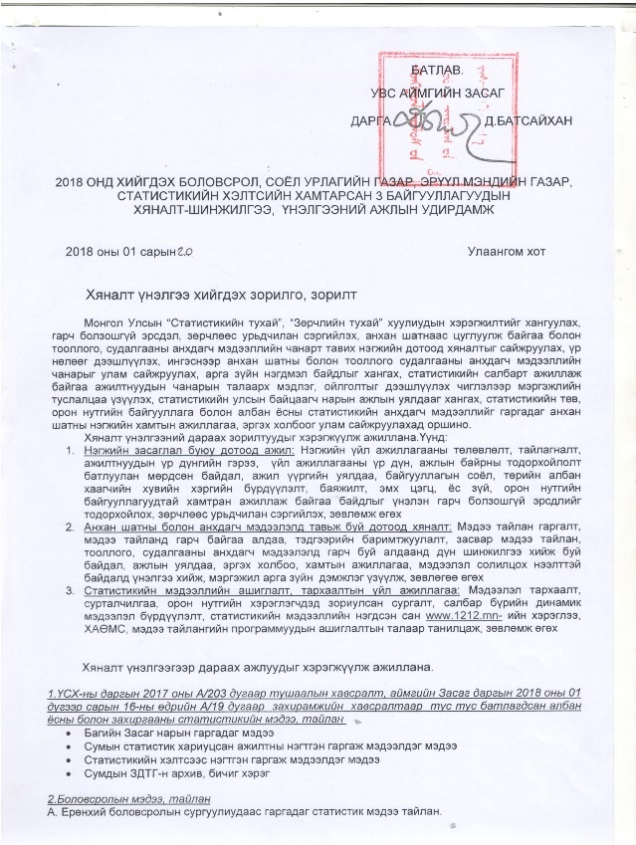 БАТЛАВ.
УВС АЙМГИЙН ЗАСАГ
ДАРГА Д.БАТСАЙХАН
2018 ОНД ХИЙГДЭХ БОЛОВСРОЛ, СОЁЛ УРЛАГИЙН ГАЗАР, ЭРҮҮЛ МЭНДИЙН ГАЗАР,
СТАТИСТИКИЙН ХЭЛТСИЙН ХАМТАРСАН 3 БАЙГУУЛЛАГУУДЫН
ХЯНАЛТ-ШИНЖИЛГЭЭ, ҮНЭЛГЭЭНИЙ АЖЛЫН УДИРДАМЖ
2018 оны 01 сарын 20 Улаангом хот
Хяналт үнэлгээ хийгдэх зорилго, зорилт
Монгол Улсын "Статистикийн тухай", "Зөрчлийн тухай" хуулиудын хэрэгжилтийг хангуулах,
гарч болзошгүй эрсдэл, зөрчлөөс урьдчилан сэргийлэх, анхан шатнаас цуглуулж байгаа болон
тооллого, судалгааны анхдагч мэдээллийн чанарт тавих нэгжийн дотоод хяналтыг сайжруулах, үр
нөлөөг дээшлүүлэх, ингэснээр анхан шатны болон тооллого судалгааны анхдагч мэдээллийн
чанарыг улам сайжруулах, арга зүйн нэгдмэл байдлыг хангах, статистикийн салбарт ажиллаж
байгаа ажилтнуудын чанарын талаарх мэдлэг, ойлголтыг дээшлүүлэх чиглэлээр мэргэжлийн
туслалцаа үзүүлэх, статистикийн улсын байцаагч нарын ажлын уялдааг хангах, статистикийн төв,
орон нутгийн байгууллага болон албан ёсны статистикийн анхдагч мэдээллийг гаргадаг анхан
шатны нэгжийн хамтын ажиллагаа, эргэх холбоог улам сайжруулахад оршино.
Хяналт үнэлгээний дараах зорилтуудыг хэрэгжүүлж ажиллана.Үүнд:
1. Нэгжийн засаглал буюу дотоод ажил: Нэгжийн үйл ажиллагааны төлөвлөлт, тайлагналт,
ажилтнуудын үр дүнгийн гэрээ, үйл ажиллагааны үр дүн, ажлын байрны тодорхойлолт
батлуулан мөрдсөн байдал, ажил үүргийн уялдаа, байгууллагын соёл, төрийн албан
хаагчийн хувийн хэргийн бүрдүүлэлт, баяжилт, эмх цэгц, ёс зүй, орон нутгийн
байгууллагуудтай хамтран ажиллаж байгаа байдлыг үнэлэн гарч болзошгүй эрсдлийг
тодорхойлох, зөрчлөөс урьдчилан сэргийлэх, зөвлөмж өгөх
2. Анхан шатны болон анхдагч мэдээлэлд тавьж буй дотоод хяналт: Мэдээ тайлан гаргалт,
мэдээ тайланд гарч байгаа алдаа, тэдгээрийн баримтжуулалт, засвар мэдээ тайлан,
тооллого, судалгааны анхдагч мэдээлэлд гарч буй алдаанд дүн шинжилгээ хийж буй
байдал, ажлын уялдаа, эргэх холбоо, хамтын ажиллагаа, мэдээлэл солилцох нээлттэй
байдалд үнэлгээ хийж, мэргэжил арга зүйн дэмжлэг үзүүлж, зөвлөгөө өгөх
3. Статистикийн мэдээллийн ашиглалт, тархаалтын үйл ажиллагаа: Мэдээлэл тархаалт,
сурталчилгаа, орон нутгийн хэрэглэгчдэд зориулсан сургалт, салбар бүрийн динамик
мэдээлэл бүрдүүлэлт, статистикийн мэдээллийн нэгдсэн сан www.1212.mn- ийн хэрэглээ,
ХАӨМС, мэдээ тайлангийн программуудын ашиглалтын талаар танилцаж, зөвлөмж өгөх
Хяналт үнэлгээгээр дараах ажлуудыг хэрэгжүүлж ажиллана.
1.ҮСХ-ны даргын 2017 оны А/203 дугаар тушаалын хавсралт, аймгийн Засаг даргын 2018 оны 01
дүгээр сарын 16-ны өдрийн А/19 дугаар захирамжийн хавсралтаар тус тус батлагдсан албан
ёсны болон захиргааны статистикийн мэдээ, тайлан
• Багийн Засаг нарын гаргадаг мэдээ
• Сумын статистик хариуцсан ажилтны нэгтгэн гаргаж мэдээлдэг мэдээ
• Статистикийн хэлтсээс нэгтгэн гаргаж мэдээлдэг мэдээ
• Сумдын ЗДТГ-н архив, бичиг хэрэг
2.Боловсролын мэдээ, тайлан
А. Ерөнхий боловсролын сургуулиудаас гаргадаг статистик мэдээ тайлан.